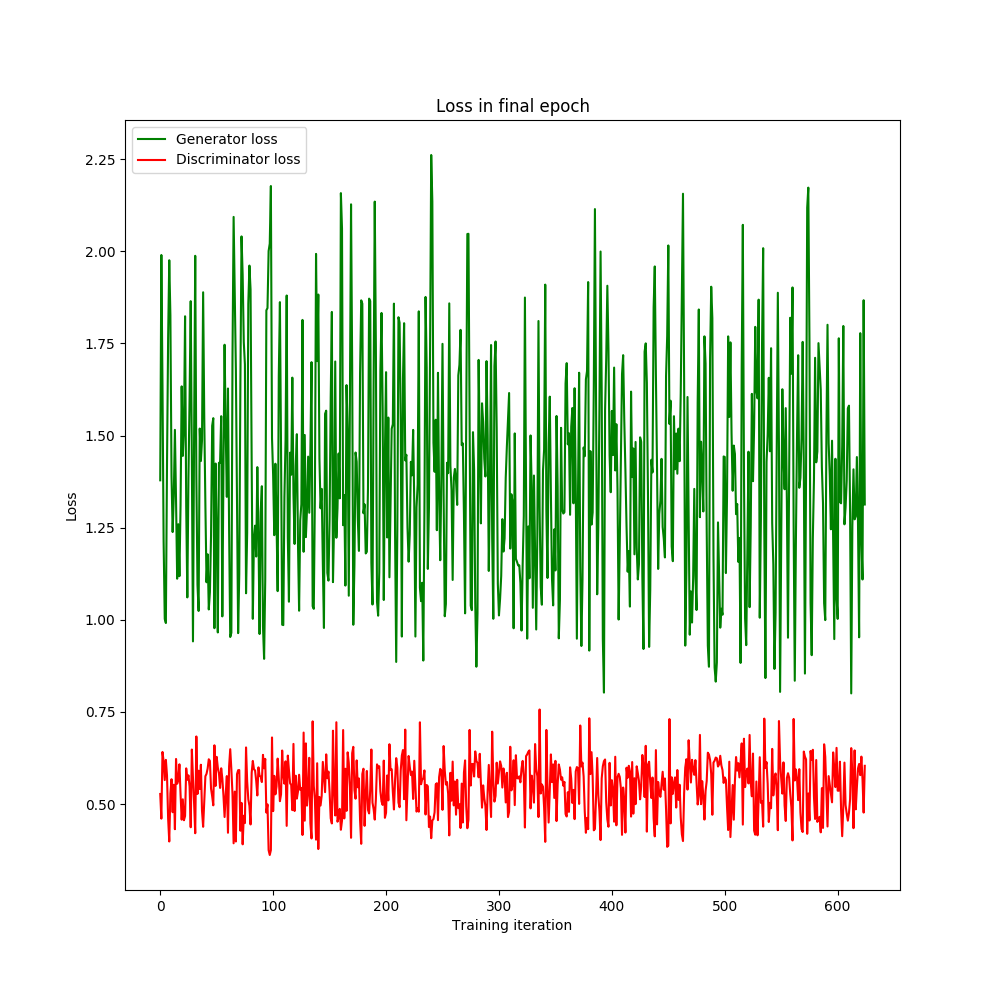 Loss in final epoch
Generator loss
Discriminator loss
2.25
2.00
1.75
1.50
1.25
1.00
0.75
0.50
Loss
0 100 200 300 400 500 600
Training iteration